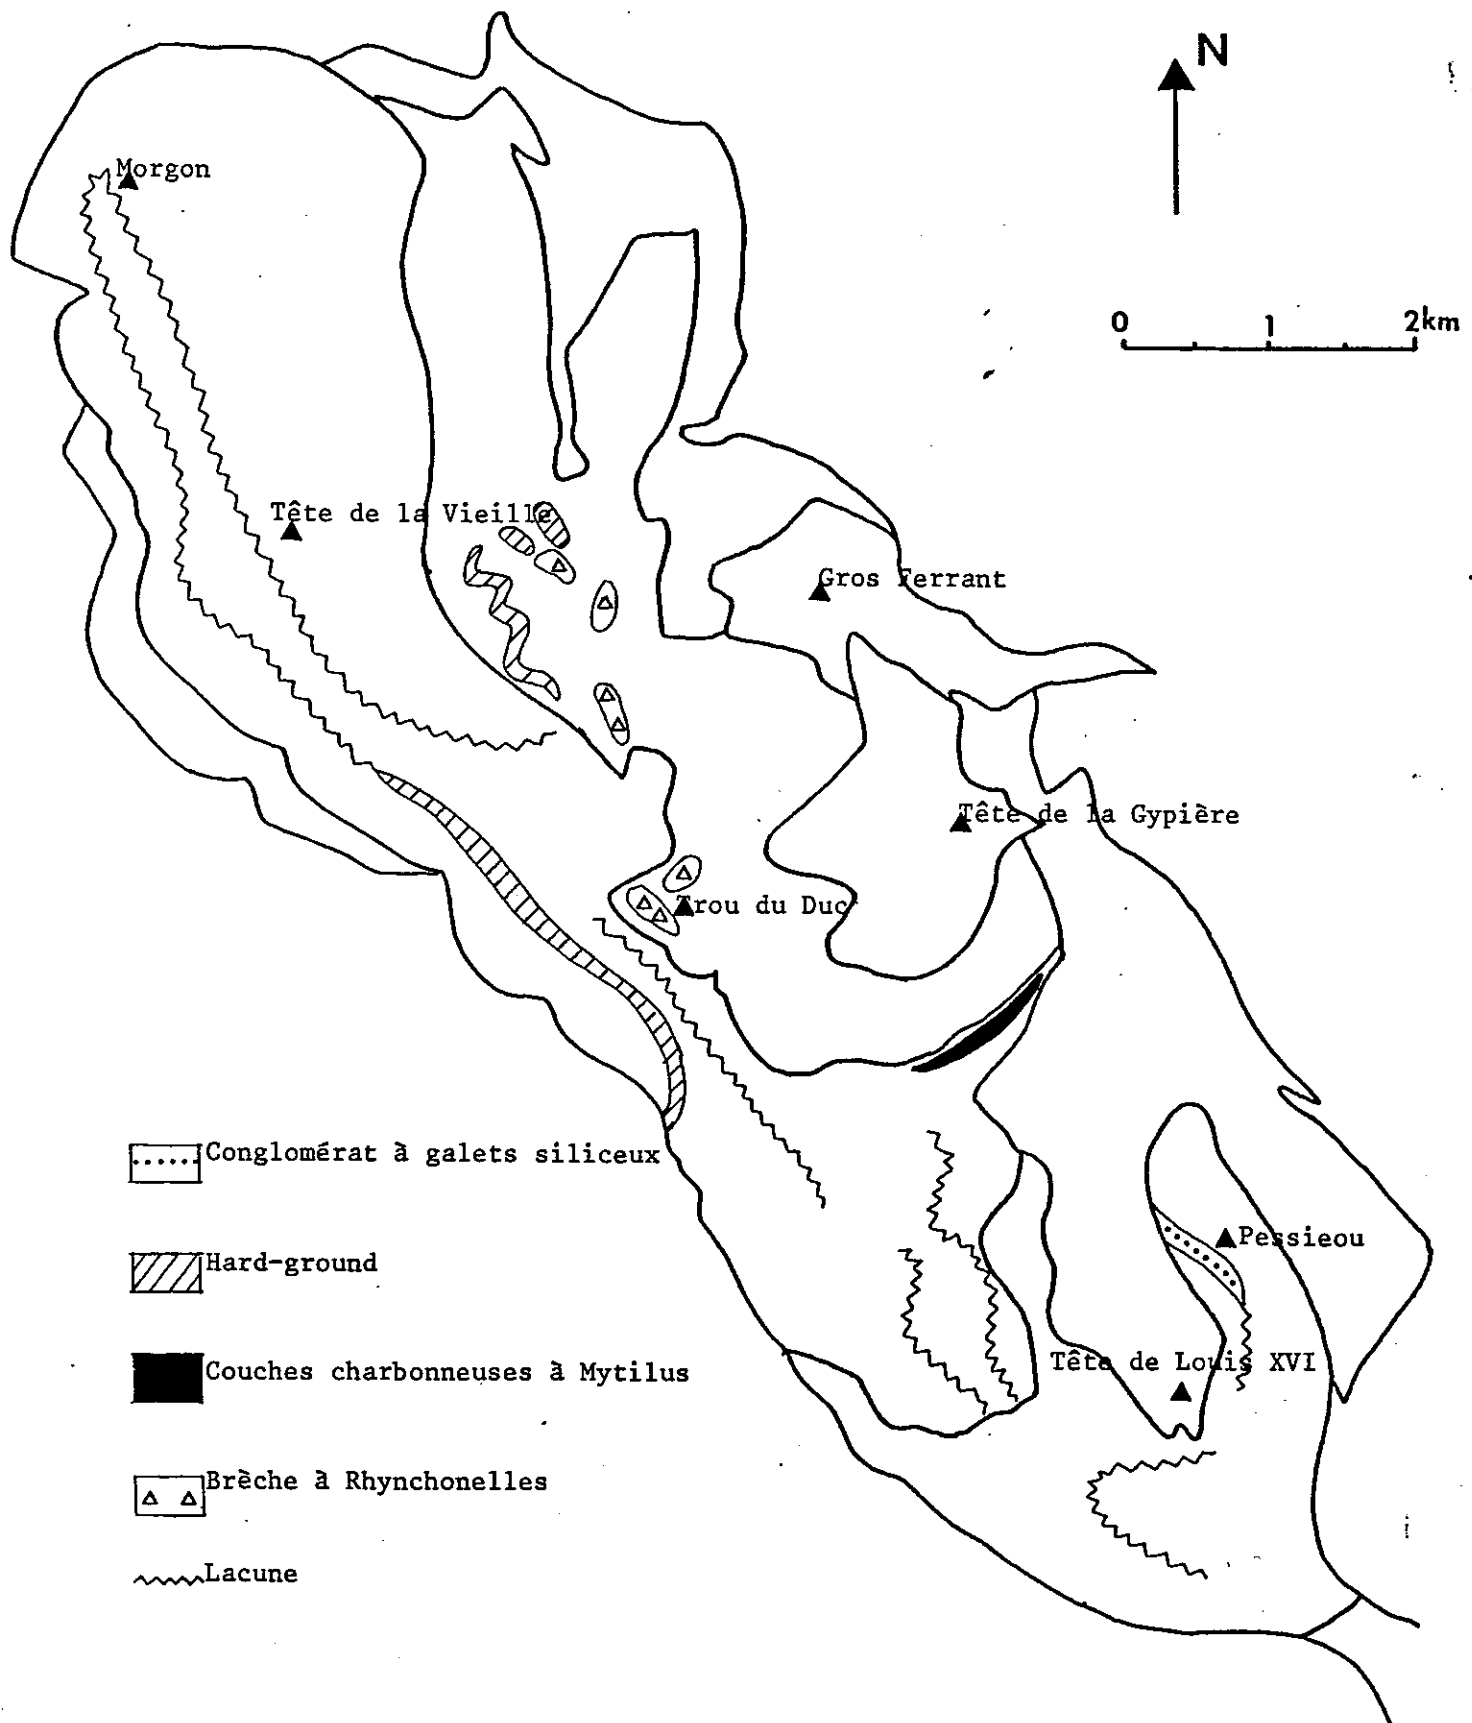 N
Morgon
0 1 2km
Tête de la Vieille
Gros Ferrant
Tête de la Gypière
Trou du Duc
Conglomérat à galets siliceux
Pessieou
Hard-ground
Tête de Louis XVI
Couches charbonneuses à Mytilus
Brèche à Rhynchonelles
Lacune